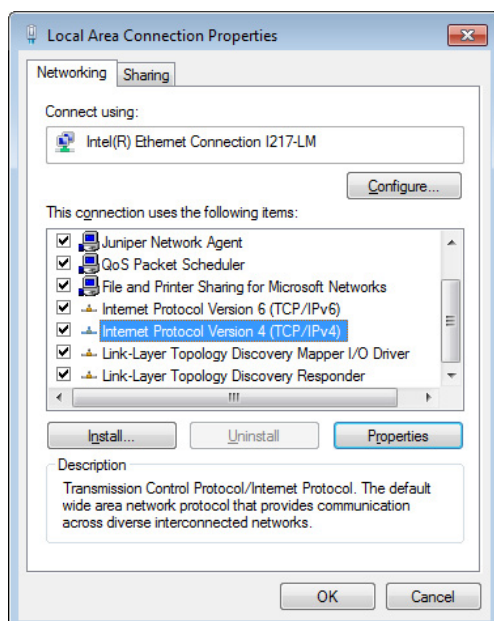 Local Area Connection Properties
Networking
Sharing
Connect using:
Intel(R) Ethernet Connection I217-LM
Configure...
This connection uses the following items:
Juniper Network Agent
QoS Packet Scheduler
File and Printer Sharing for Microsoft Networks
Internet Protocol Version 6 (TCP/IPv6)
Internet Protocol Version 4 (TCP/IPv4)
Link-Layer Topology Discovery Mapper I/O Driver
Link-Layer Topology Discovery Responder
Install...
Uninstall
Properties
Description
Transmission Control Protocol/Internet Protocol. The default
wide area network protocol that provides communication
across diverse interconnected networks.
OK
Cancel